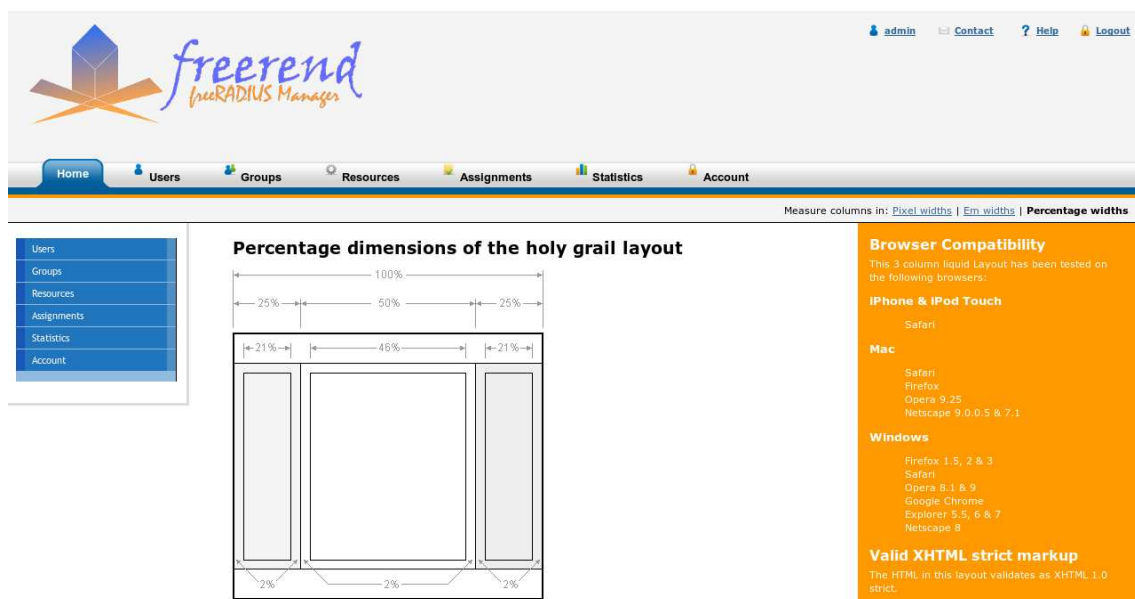 admin Contact ? Help Logout
freerend
freeRADIUS Manager
Home Users Groups Resources Assignments Statistics Account
Measure columns in: Pixel widths | Em widths | Percentage widths
Users
Groups
Resources
Assignments
Statistics
Account
Percentage dimensions of the holy grail layout
100%
25% 50% 25%
21% 46% 21%
2% 2% 2%
Browser Compatibility
This 3 column liquid Layout has been tested on
the following browsers:
iPhone & iPod Touch
Safari
Mac
Safari
Firefox
Opera 9.25
Netscape 9.0.0.5 & 7.1
Windows
Firefox 1.5, 2 & 3
Safari
Opera 8.1 & 9
Google Chrome
Explorer 5.5, 6 & 7
Netscape 8
Valid XHTML strict markup
The HTML in this layout validates as XHTML 1.0
strict.